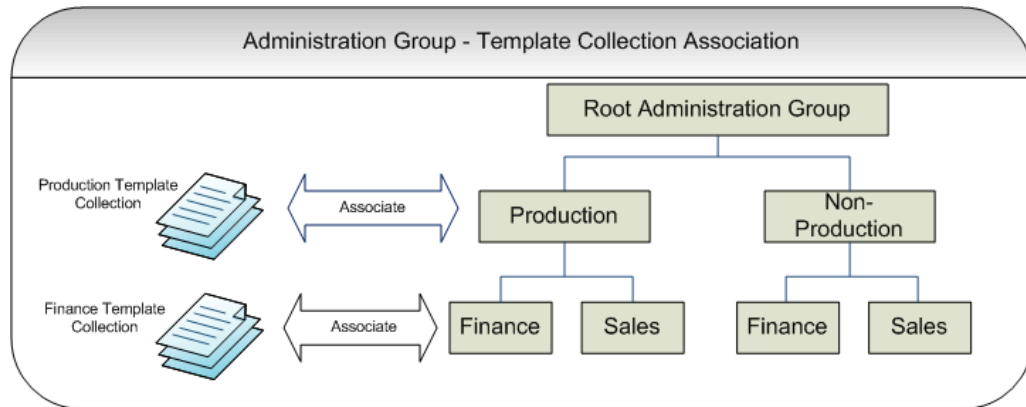 Administration Group - Template Collection Association
Root Administration Group
Production Template
Collection
Associate
Production
Non-
Production
Finance Template
Collection
Associate
Finance
Sales
Finance
Sales